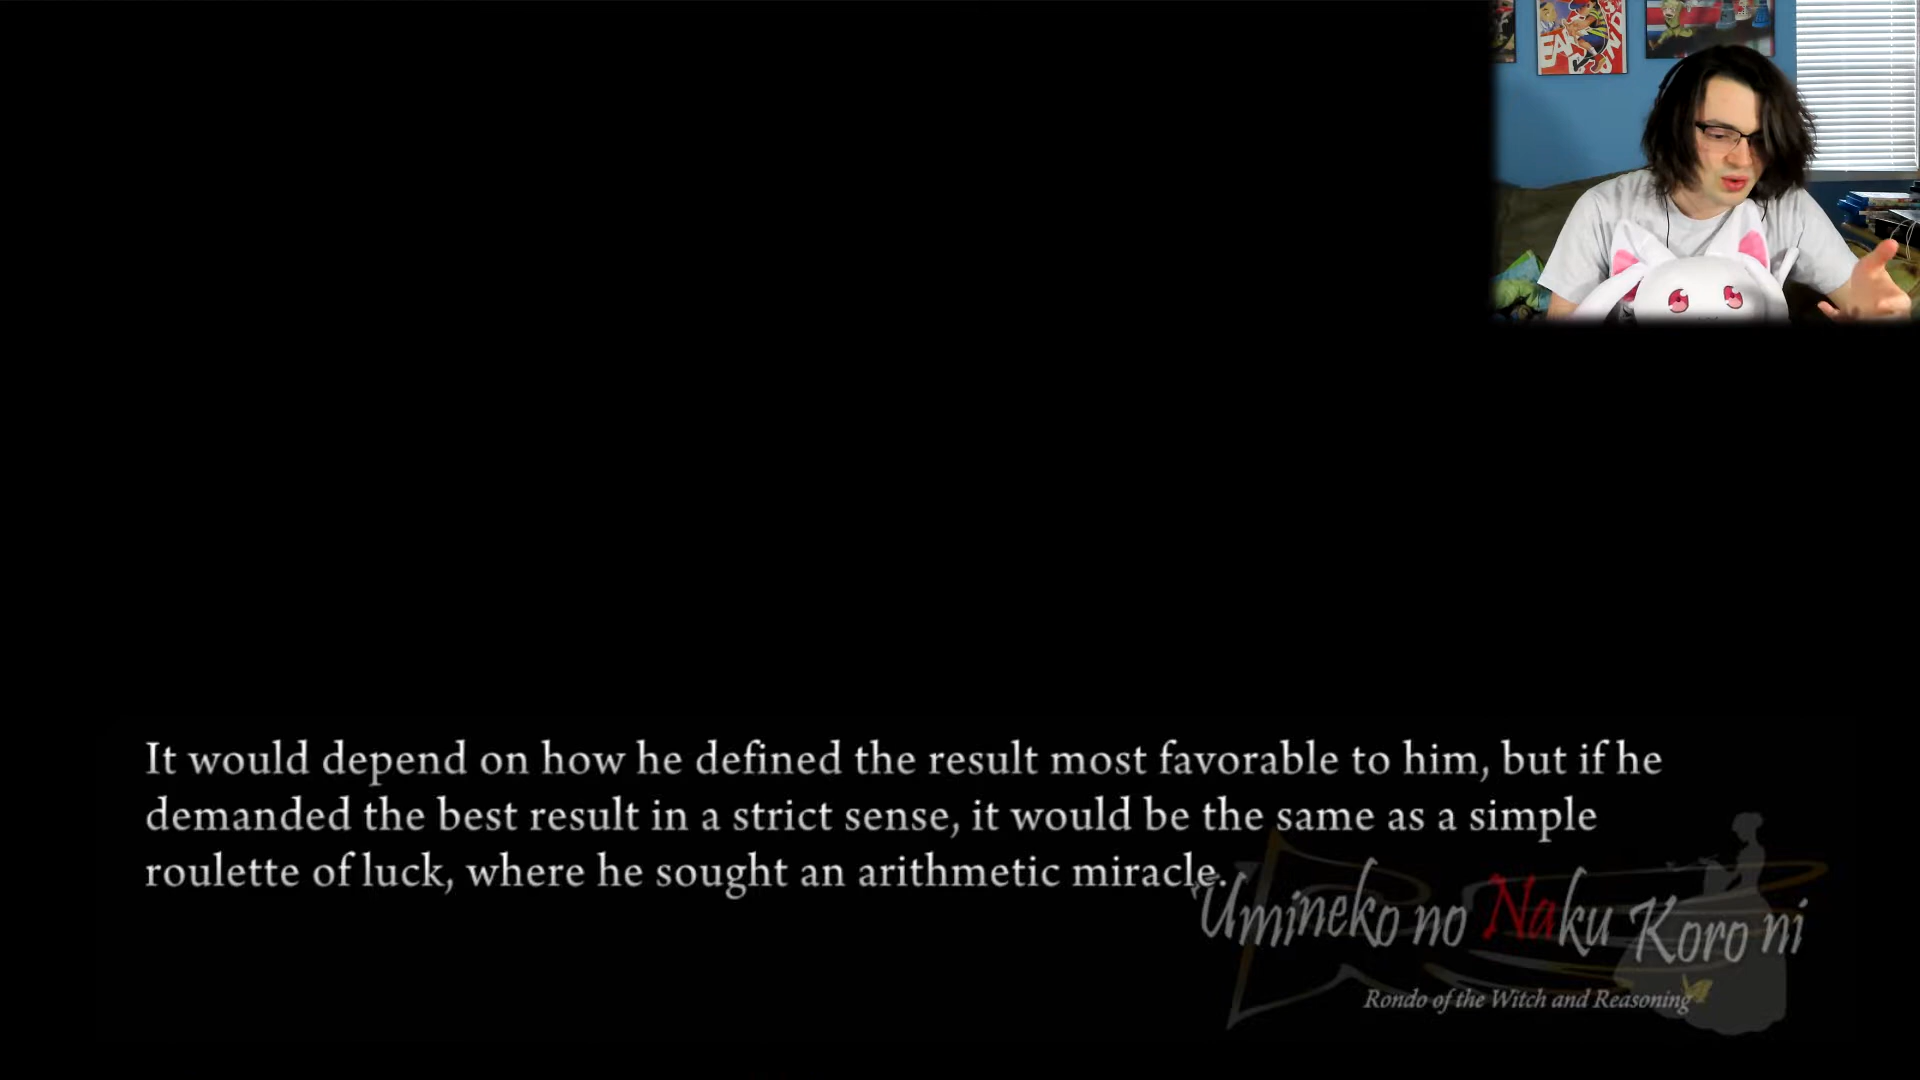 EA
BOUND
It would depend on how he defined the result most favorable to him, but if he
demanded the best result in a strict sense, it would be the same as a simple
roulette of luck, where he sought an arithmetic miracle.
Umineko no Naku Koro ni
Rondo of the Witch and Reasoning